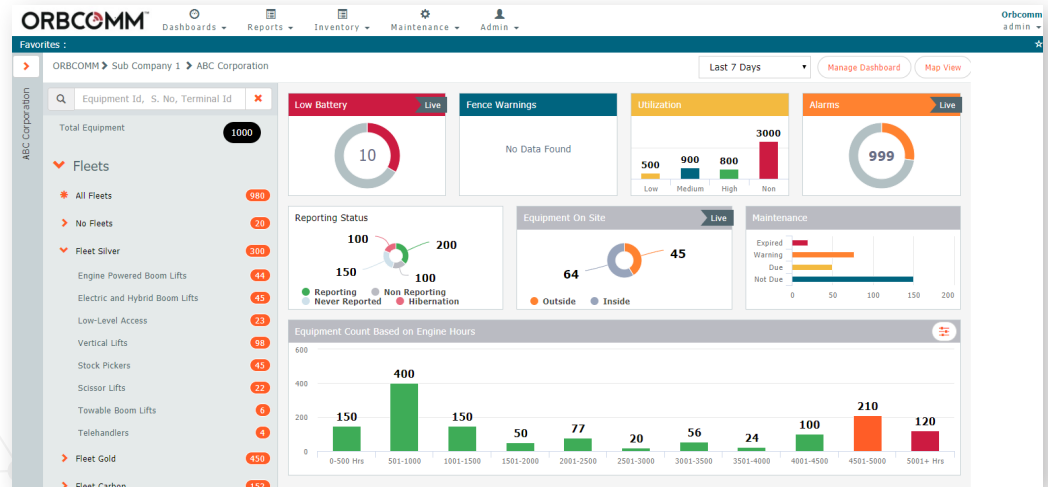 ORBCOMM™
Dashboards
Reports
Inventory
Maintenance
Admin
Orbcomm
admin
Favorites :
ORBCOMM > Sub Company 1 > ABC Corporation
Last 7 Days
Manage Dashboard
Map View
ABC Corporation
Equipment Id, S. No, Terminal Id
Total Equipment 1000
Fleets
All Fleets 980
No Fleets 20
Fleet Silver 300
Engine Powered Boom Lifts 44
Electric and Hybrid Boom Lifts 45
Low-Level Access 23
Vertical Lifts 98
Stock Pickers 45
Scissor Lifts 22
Towable Boom Lifts 6
Telehandlers 4
Fleet Gold 450
Fleet Carbon 152
Low Battery Live
10
Fence Warnings
No Data Found
Utilization
500 900 800 3000
Low Medium High Non
Alarms Live
999
Reporting Status
100 200
150 100
Reporting Non Reporting
Never Reported Hibernation
Equipment On Site Live
45
64
Outside Inside
Maintenance
Expired
Warning
Due
Not Due
0 50 100 150 200
Equipment Count Based on Engine Hours
600
400
200
0
150 400 150 50 77 20 56 24 100 210 120
0-500 Hrs 501-1000 1001-1500 1501-2000 2001-2500 2501-3000 3001-3500 3501-4000 4001-4500 4501-5000 5001+ Hrs